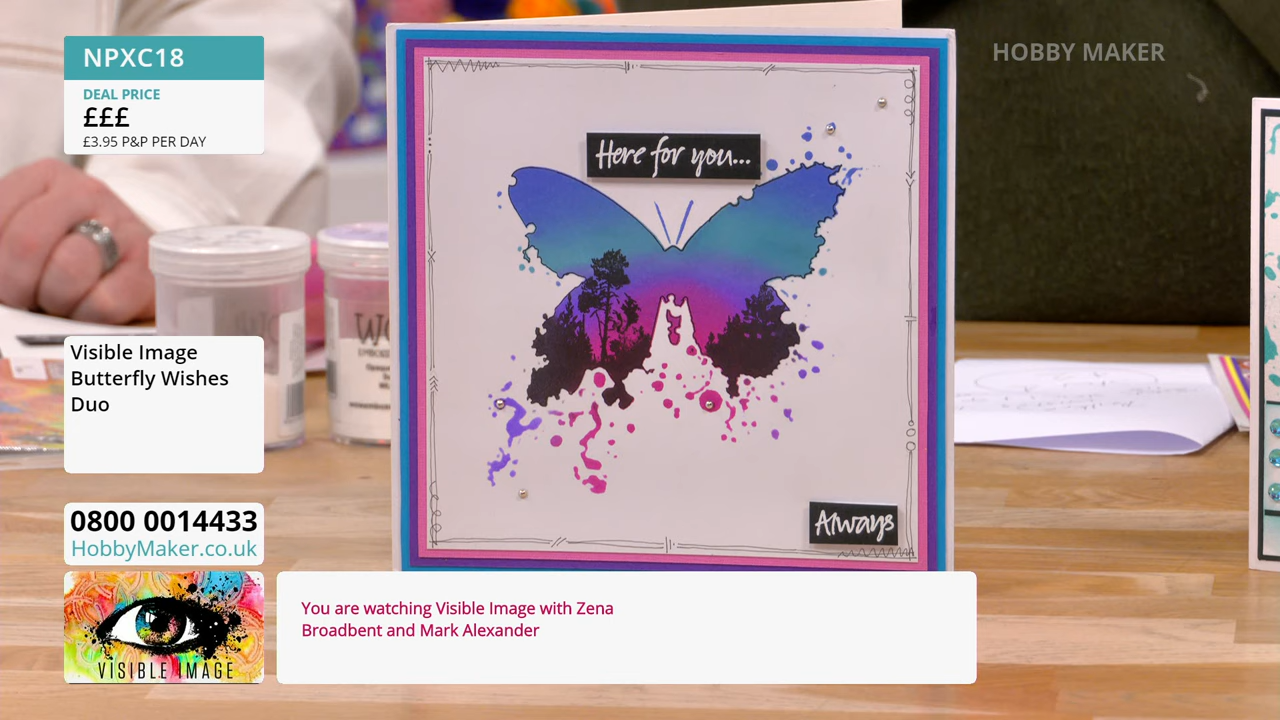 NPXC18
DEAL PRICE
£££
£3.95 P&P PER DAY
HOBBY MAKER
Here for you...
Visible Image
Butterfly Wishes
Duo
Always
0800 0014433
HobbyMaker.co.uk
VISIBLE IMAGE
You are watching Visible Image with Zena
Broadbent and Mark Alexander